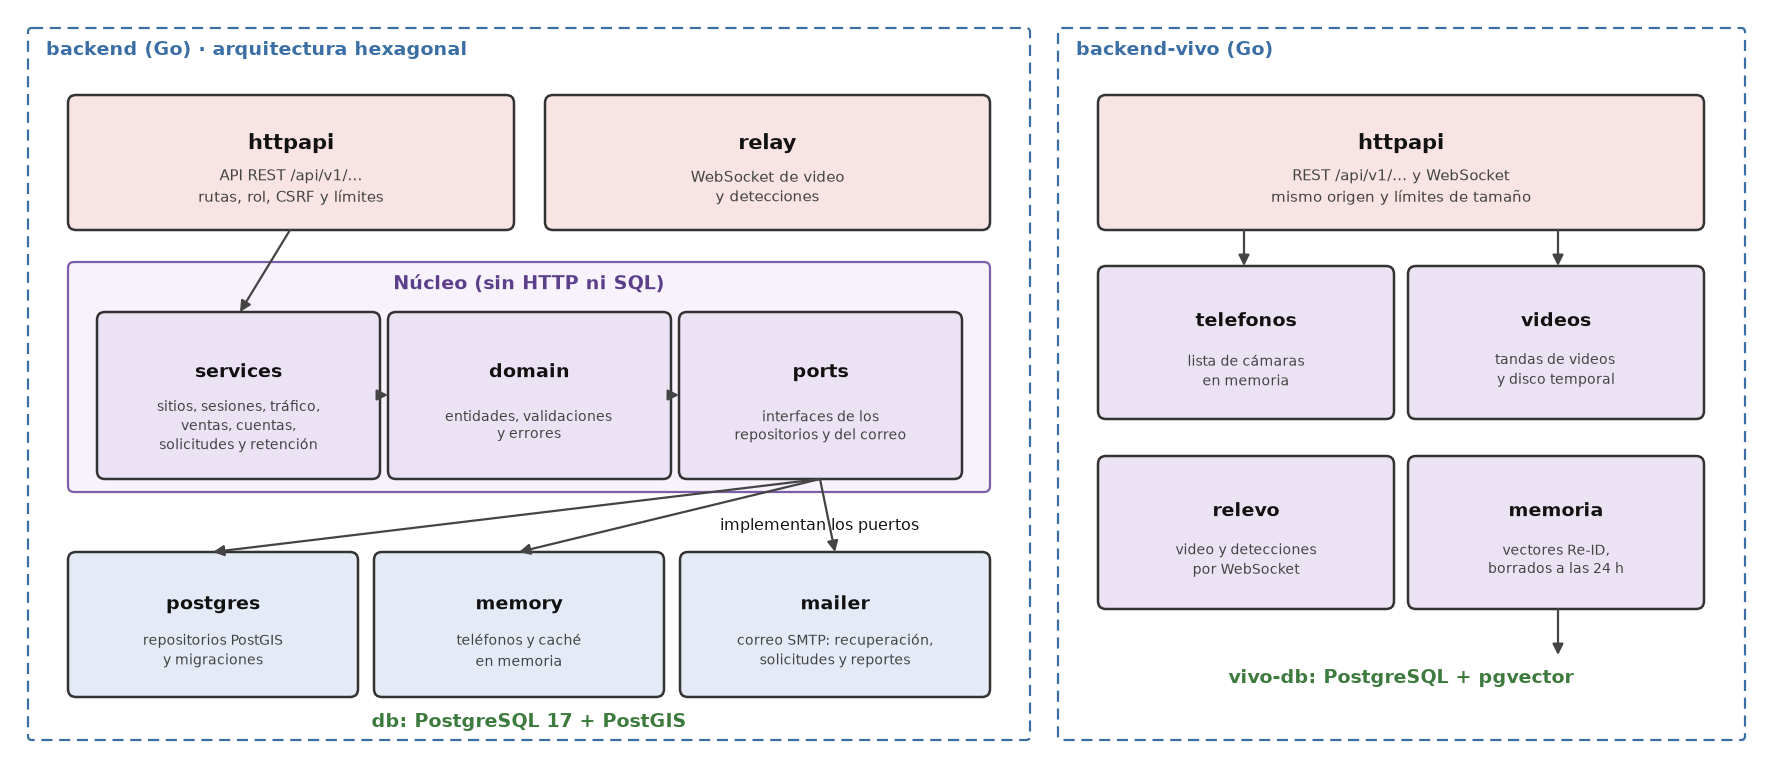 backend (Go) · arquitectura hexagonal
httpapi
API REST /api/v1/...
rutas, rol, CSRF y límites
relay
WebSocket de video
y detecciones
Núcleo (sin HTTP ni SQL)
services
sitios, sesiones, tráfico,
ventas, cuentas,
solicitudes y retención
domain
entidades, validaciones
y errores
ports
interfaces de los
repositorios y del correo
implementan los puertos
postgres
repositorios PostGIS
y migraciones
memory
teléfonos y caché
en memoria
mailer
correo SMTP: recuperación,
solicitudes y reportes
db: PostgreSQL 17 + PostGIS
backend-vivo (Go)
httpapi
REST /api/v1/... y WebSocket
mismo origen y límites de tamaño
telefonos
lista de cámaras
en memoria
videos
tandas de videos
y disco temporal
relevo
video y detecciones
por WebSocket
memoria
vectores Re-ID,
borrados a las 24 h
vivo-db: PostgreSQL + pgvector